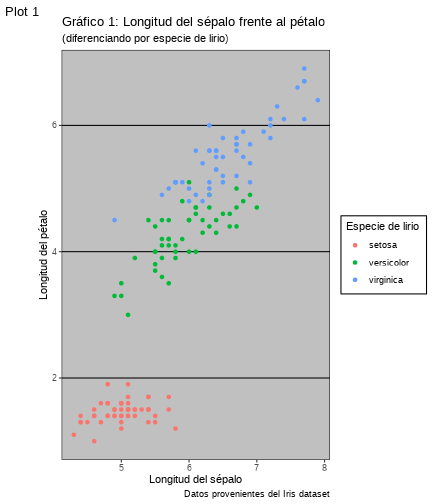 Plot 1
Gráfico 1: Longitud del sépalo frente al pétalo
(diferenciando por especie de lirio)
6
4
2
Longitud del pétalo
5 6 7 8
Longitud del sépalo
Especie de lirio
setosa
versicolor
virginica
Datos provenientes del Iris dataset